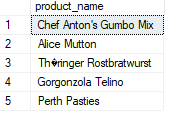 product_name
1 Chef Anton's Gumbo Mix
2 Alice Mutton
3 Th�ringer Rostbratwurst
4 Gorgonzola Telino
5 Perth Pasties